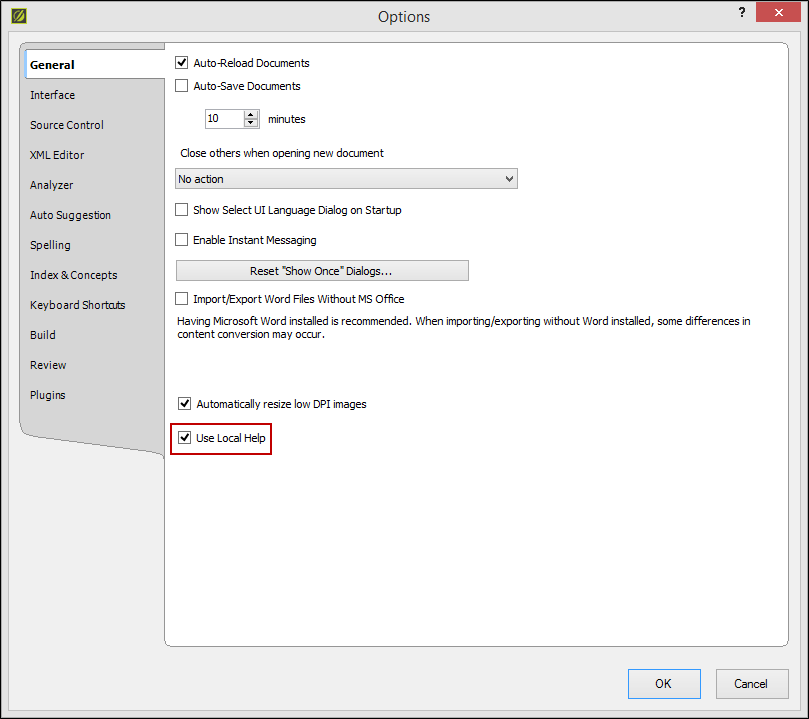 Options
?
General
Interface
Source Control
XML Editor
Analyzer
Auto Suggestion
Spelling
Index & Concepts
Keyboard Shortcuts
Build
Review
Plugins
Auto-Reload Documents
Auto-Save Documents
10 minutes
Close others when opening new document
No action
Show Select UI Language Dialog on Startup
Enable Instant Messaging
Reset "Show Once" Dialogs...
Import/Export Word Files Without MS Office
Having Microsoft Word installed is recommended. When importing/exporting without Word installed, some differences in
content conversion may occur.
Automatically resize low DPI images
Use Local Help
OK Cancel